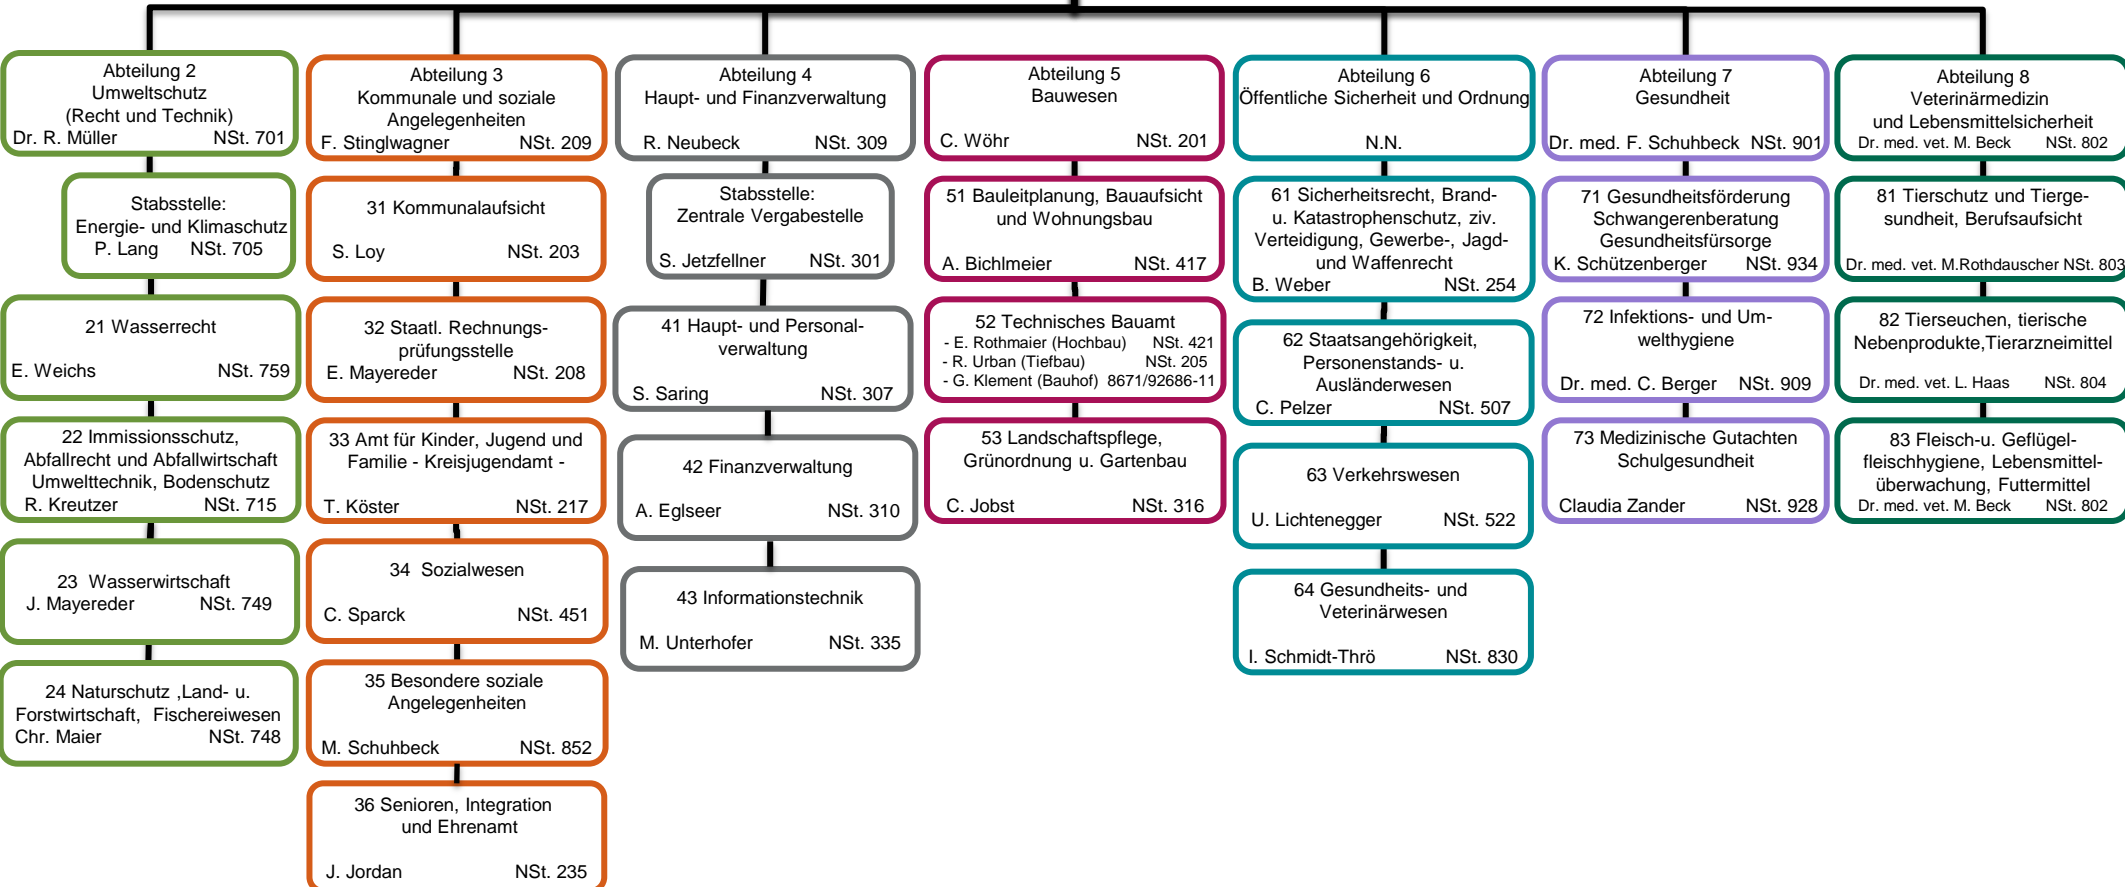 Abteilung 2
Umweltschutz
(Recht und Technik)
Dr. R. Müller NSt. 701
Stabsstelle:
Energie- und Klimaschutz
P. Lang NSt. 705
21 Wasserrecht
E. Weichs NSt. 759
22 Immissionsschutz,
Abfallrecht und Abfallwirtschaft
Umwelttechnik, Bodenschutz
R. Kreutzer NSt. 715
23 Wasserwirtschaft
J. Mayereder NSt. 749
24 Naturschutz ,Land- u.
Forstwirtschaft, Fischereiwesen
Chr. Maier NSt. 748
Abteilung 3
Kommunale und soziale
Angelegenheiten
F. Stinglwagner NSt. 209
31 Kommunalaufsicht
S. Loy NSt. 203
32 Staatl. Rechnungs-
prüfungsstelle
E. Mayereder NSt. 208
33 Amt für Kinder, Jugend und
Familie - Kreisjugendamt -
T. Köster NSt. 217
34 Sozialwesen
C. Sparck NSt. 451
35 Besondere soziale
Angelegenheiten
M. Schuhbeck NSt. 852
36 Senioren, Integration
und Ehrenamt
J. Jordan NSt. 235
Abteilung 4
Haupt- und Finanzverwaltung
R. Neubeck NSt. 309
Stabsstelle:
Zentrale Vergabestelle
S. Jetzfellner NSt. 301
41 Haupt- und Personal-
verwaltung
S. Saring NSt. 307
42 Finanzverwaltung
A. Eglseer NSt. 310
43 Informationstechnik
M. Unterhofer NSt. 335
Abteilung 5
Bauwesen
C. Wöhr NSt. 201
51 Bauleitplanung, Bauaufsicht
und Wohnungsbau
A. Bichlmeier NSt. 417
52 Technisches Bauamt
- E. Rothmaier (Hochbau) NSt. 421
- R. Urban (Tiefbau) NSt. 205
- G. Klement (Bauhof) 8671/92686-11
53 Landschaftspflege,
Grünordnung u. Gartenbau
C. Jobst NSt. 316
Abteilung 6
Öffentliche Sicherheit und Ordnung
N.N.
61 Sicherheitsrecht, Brand-
u. Katastrophenschutz, ziv.
Verteidigung, Gewerbe-, Jagd-
und Waffenrecht
B. Weber NSt. 254
62 Staatsangehörigkeit,
Personenstands- u.
Ausländerwesen
C. Pelzer NSt. 507
63 Verkehrswesen
U. Lichtenegger NSt. 522
64 Gesundheits- und
Veterinärwesen
I. Schmidt-Thrö NSt. 830
Abteilung 7
Gesundheit
Dr. med. F. Schuhbeck NSt. 901
71 Gesundheitsförderung
Schwangerenberatung
Gesundheitsfürsorge
K. Schützenberger NSt. 934
72 Infektions- und Um-
welthygiene
Dr. med. C. Berger NSt. 909
73 Medizinische Gutachten
Schulgesundheit
Claudia Zander NSt. 928
Abteilung 8
Veterinärmedizin
und Lebensmittelsicherheit
Dr. med. vet. M. Beck NSt. 802
81 Tierschutz und Tierge-
sundheit, Berufsaufsicht
Dr. med. vet. M.Rothdauscher NSt. 803
82 Tierseuchen, tierische
Nebenprodukte,Tierarzneimittel
Dr. med. vet. L. Haas NSt. 804
83 Fleisch-u. Geflügel-
fleischhygiene, Lebensmittel-
überwachung, Futtermittel
Dr. med. vet. M. Beck NSt. 802